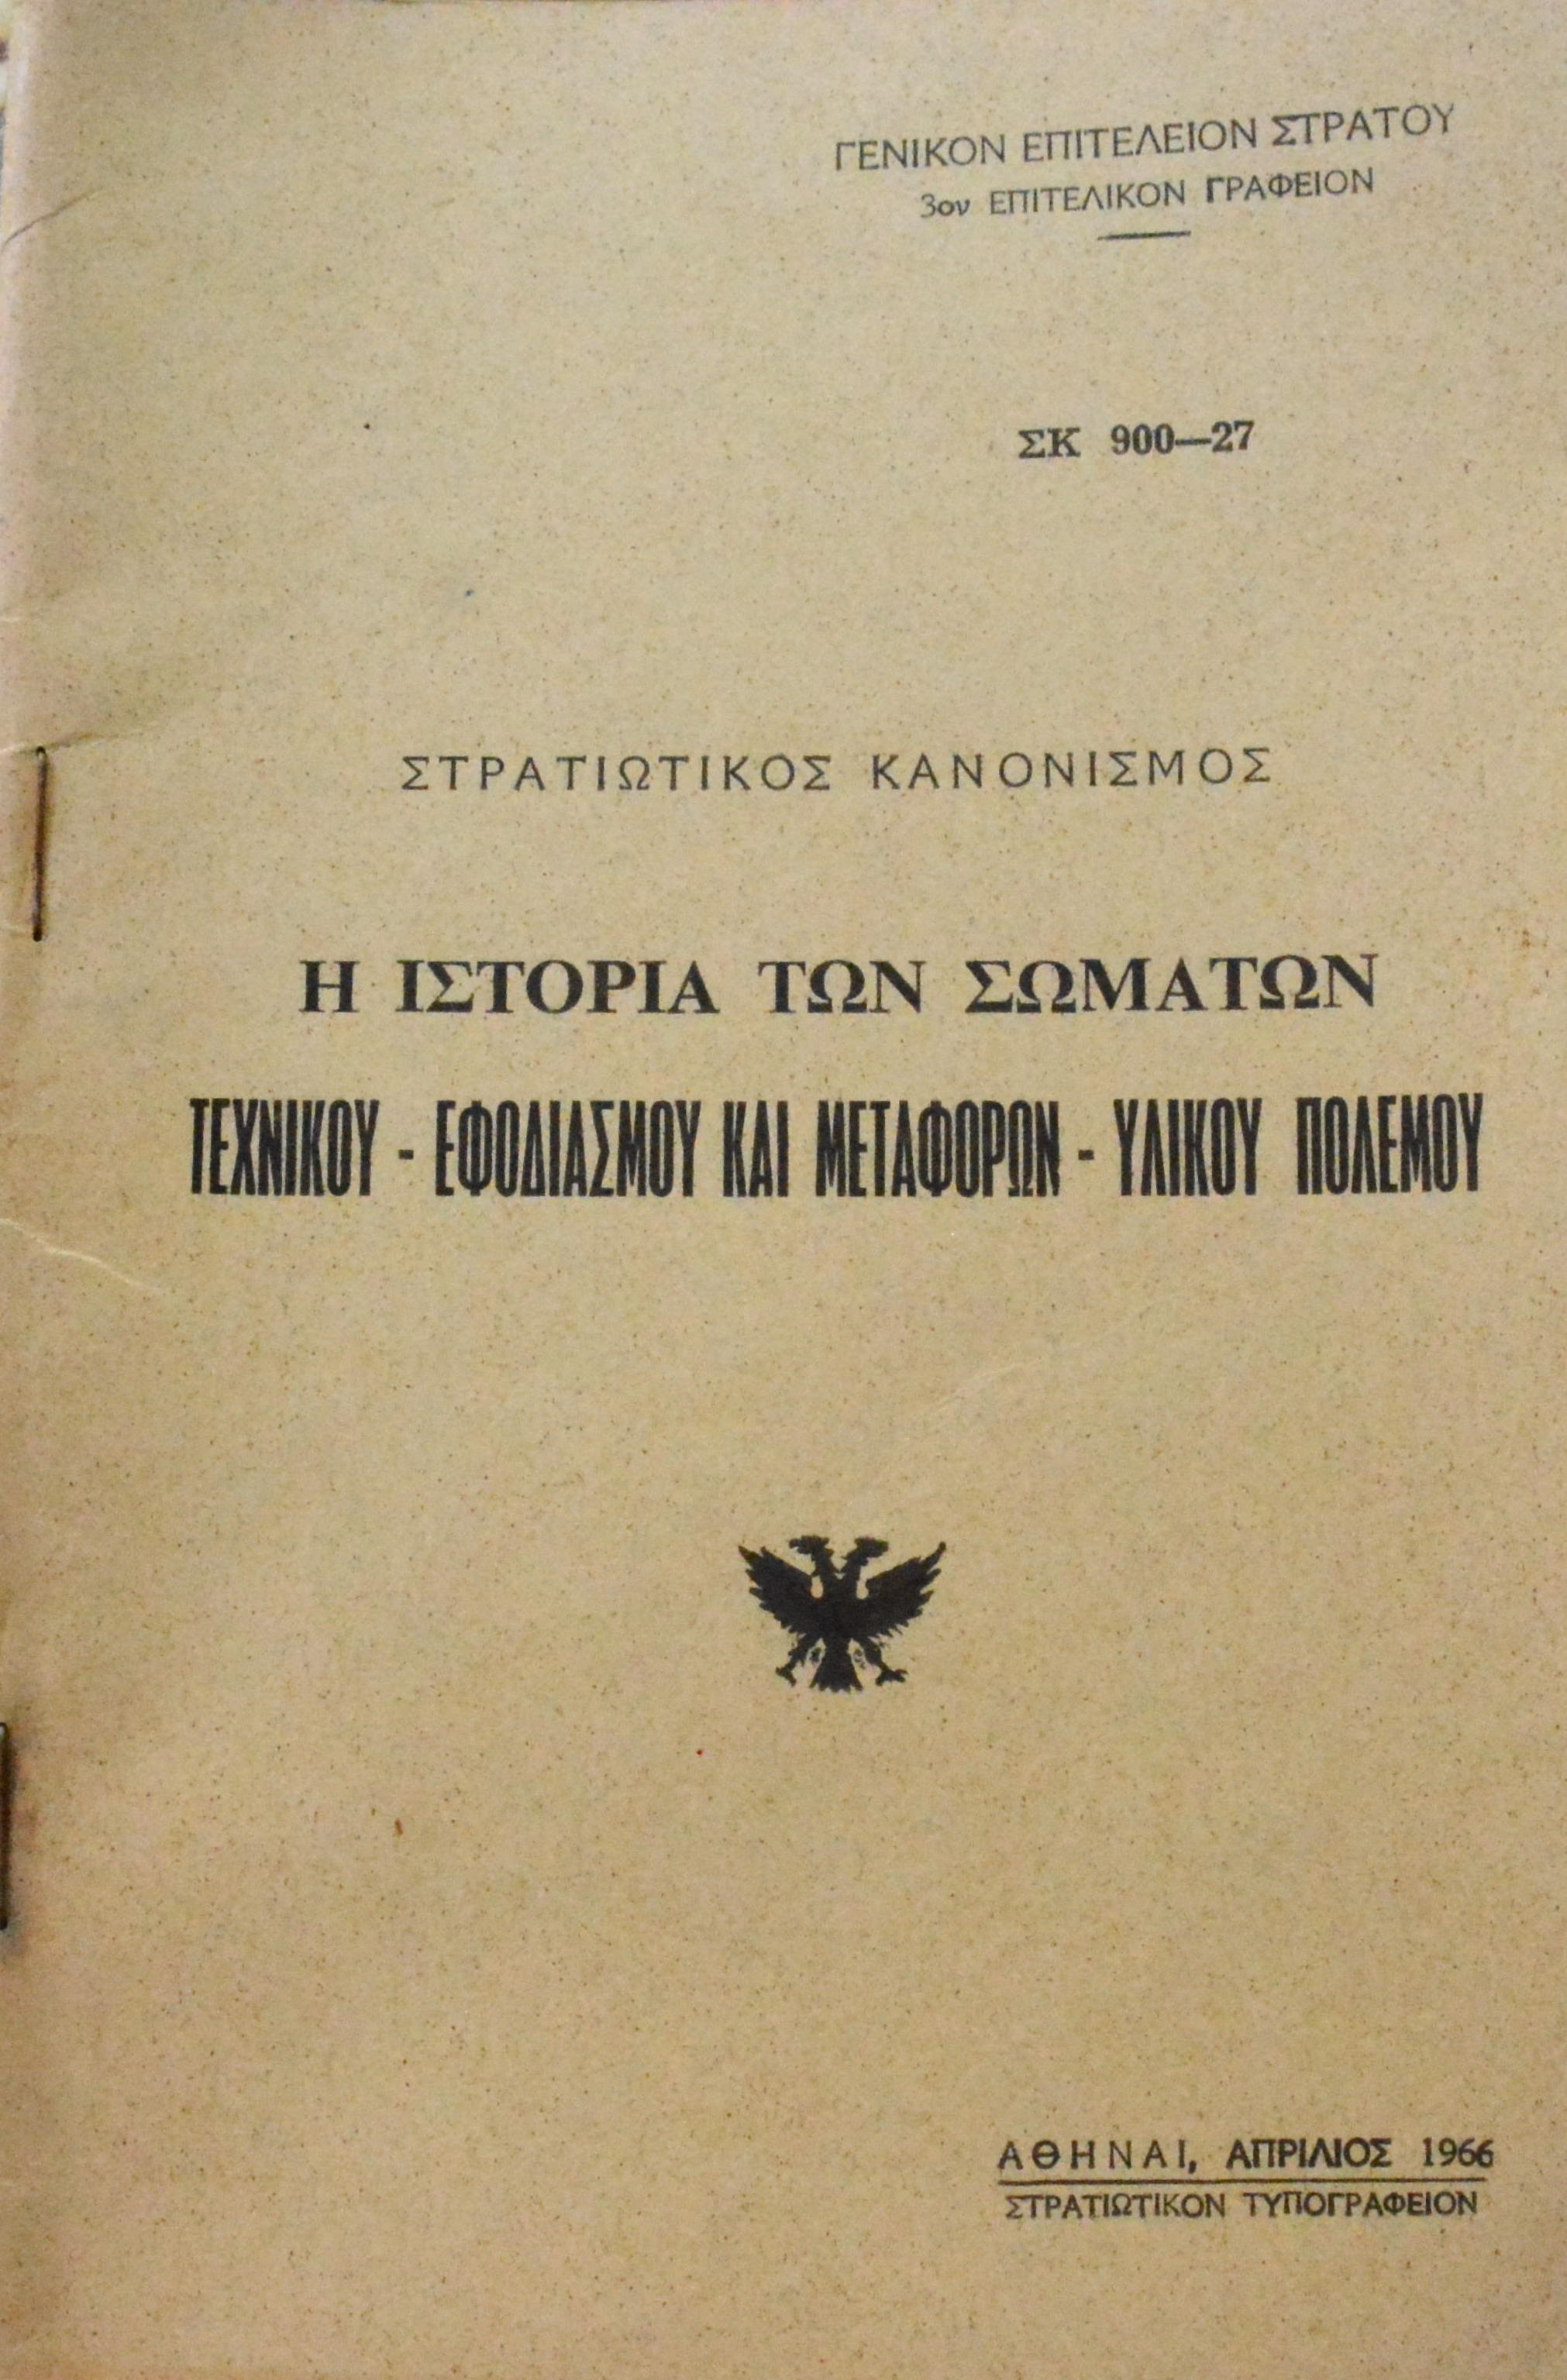 ΓΕΝΙΚΟΝ ΕΠΙΤΕΛΕΙΟΝ ΣΤΡΑΤΟΥ
3ον ΕΠΙΤΕΛΙΚΟΝ ΓΡΑΦΕΙΟΝ
ΣΚ 900—27
ΣΤΡΑΤΙΩΤΙΚΟΣ ΚΑΝΟΝΙΣΜΟΣ
Η ΙΣΤΟΡΙΑ ΤΩΝ ΣΩΜΑΤΩΝ
ΤΕΧΝΙΚΟΥ - ΕΦΟΔΙΑΣΜΟΥ ΚΑΙ ΜΕΤΑΦΟΡΩΝ - ΥΛΙΚΟΥ ΠΟΛΕΜΟΥ
ΑΘΗΝΑΙ, ΑΠΡΙΛΙΟΣ 1966
ΣΤΡΑΤΙΩΤΙΚΟΝ ΤΥΠΟΓΡΑΦΕΙΟΝ